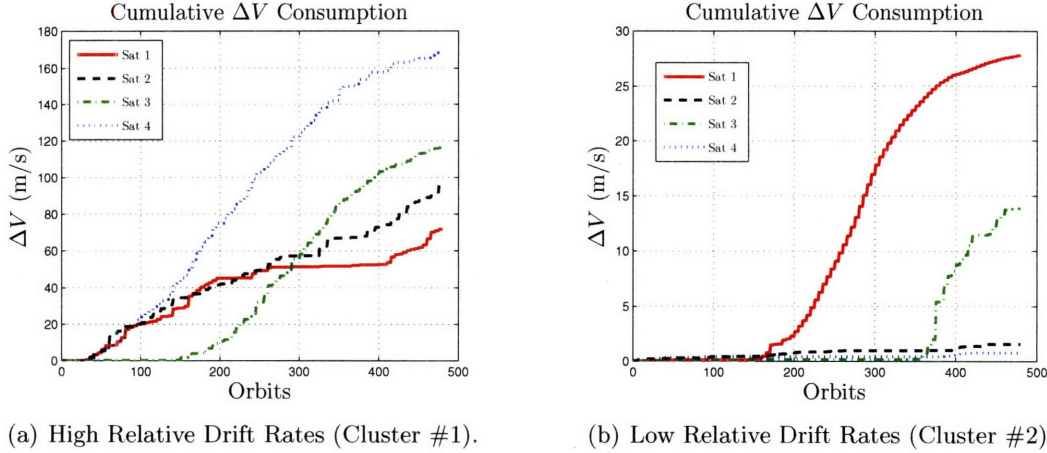 Cumulative ΔV Consumption
180
160
140
120
100
80
60
40
20
0
ΔV (m/s)
Sat 1
Sat 2
Sat 3
Sat 4
0 100 200 300 400 500
Orbits
(a) High Relative Drift Rates (Cluster #1).
Cumulative ΔV Consumption
30
25
20
15
10
5
0
ΔV (m/s)
Sat 1
Sat 2
Sat 3
Sat 4
0 100 200 300 400 500
Orbits
(b) Low Relative Drift Rates (Cluster #2)